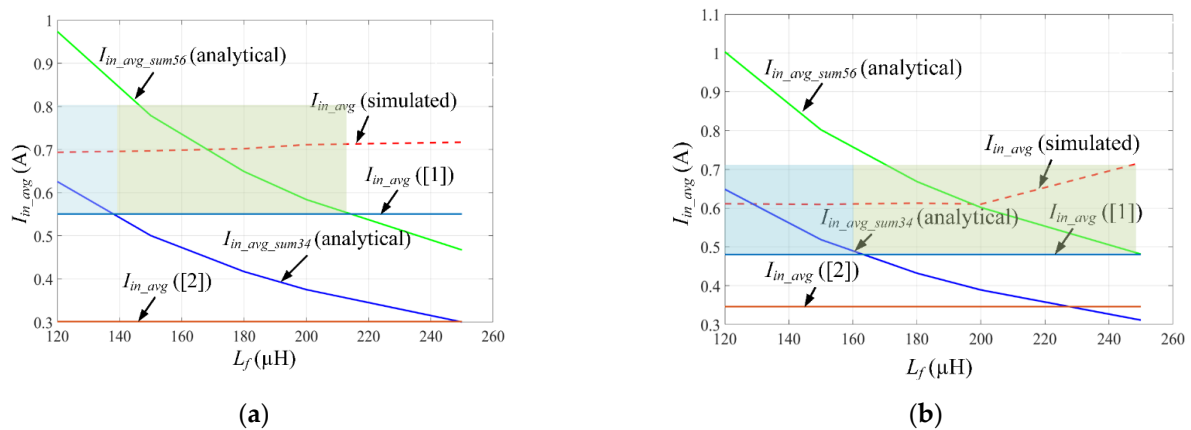 1
0.9
0.8
0.7
0.6
0.5
0.4
0.3
I_in_avg (A)
I_in_avg_sum56 (analytical)
I_in_avg (simulated)
I_in_avg ([1])
I_in_avg_sum34 (analytical)
I_in_avg ([2])
120 140 160 180 200 220 240 260
L_f (µH)
(a)
1.1
1
0.9
0.8
0.7
0.6
0.5
0.4
0.3
I_in_avg (A)
I_in_avg_sum56 (analytical)
I_in_avg (simulated)
I_in_avg_sum34 (analytical)
I_in_avg ([1])
I_in_avg ([2])
120 140 160 180 200 220 240 260
L_f (µH)
(b)